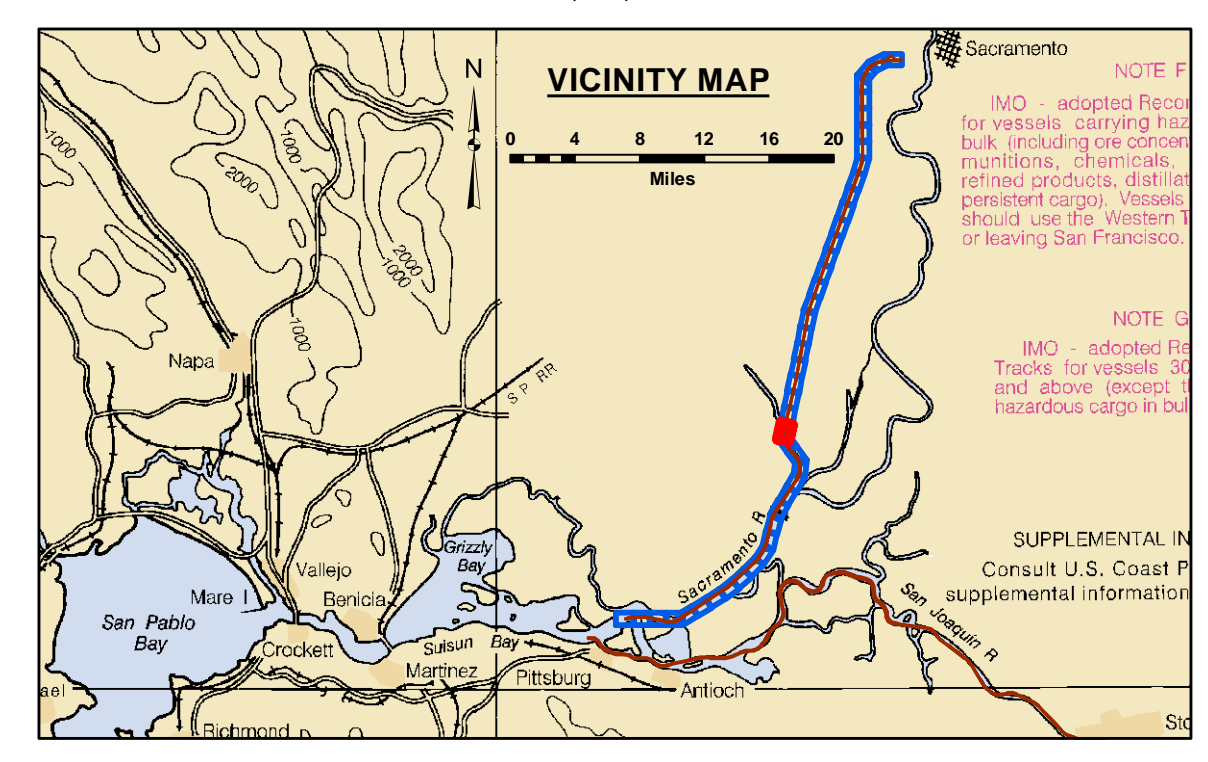 Sacramento
N
VICINITY MAP
0 4 8 12 16 20
Miles
NOTE F
IMO - adopted Recor
for vessels carrying haz
bulk (including ore concen
munitions, chemicals,
refined products, distillat
persistent cargo). Vessels
should use the Western T
or leaving San Francisco.
1000
2000
1000
2000
1000
1000
NOTE G
IMO - adopted Re
Tracks for vessels 30
and above (except th
hazardous cargo in bul
Napa
S P RR
SUPPLEMENTAL IN
Consult U.S. Coast P
supplemental information
Grizzly
Bay
Sacramento R
Vallejo
Mare I
Benicia
San Joaquin R
San Pablo
Bay
Crockett
Suisun Bay
Martinez
Pittsburg
Antioch
ael
Richmond
Sto